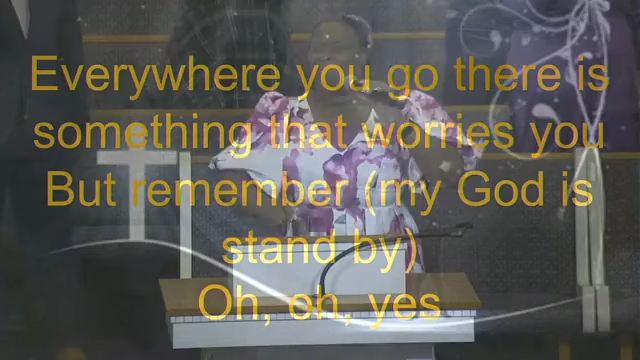 Everywhere you go there is
something that worries you
But remember (my God is
stand by)
Oh, oh, yes